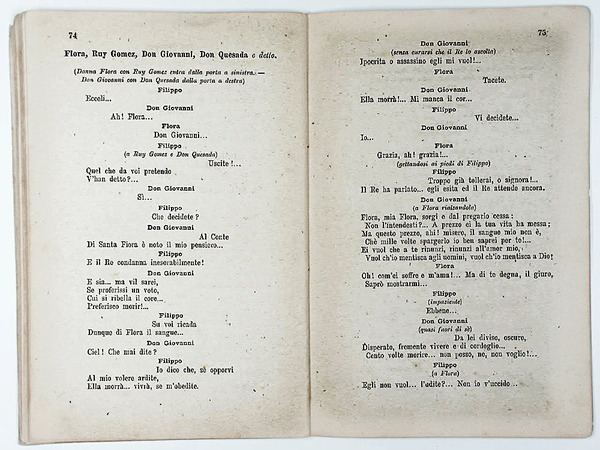 74
Flora, Ruy Gomez, Don Giovanni, Don Quesada e detto.
(Donna Flora con Ruy Gomez entra dalla porta a sinistra. —
Don Giovanni con Don Quesada dalla porta a destra)
Filippo
Eccoli...
Don Giovanni
Ah! Flora...
Flora
Don Giovanni...
Filippo
(a Ruy Gomez e Don Quesada)
Uscite!...
Quel che da voi pretendo
V'han detto?...
Don Giovanni
Sì...
Filippo
Che decidete?
Don Giovanni
Al Conte
Di Santa Fiora è noto il mio pensiero...
Filippo
E il Re condanna inesorabilmente!
Don Giovanni
E sia... ma vil sarei,
Se proferissi un voto,
Cui si ribella il core...
Preferisco morir!...
Filippo
Su voi ricada
Dunque di Flora il sangue...
Don Giovanni
Ciel! Che mai dite?
Filippo
Io dico che, se opporvi
Al mio volere ardite,
Ella morrà... vivrà, se m'obedite.
75
Don Giovanni
(senza curarsi che il Re lo ascolta)
Ipocrita o assassino egli mi vuol!...
Flora
Tacete.
Don Giovanni
Ella morrà!... Mi manca il cor...
Filippo
Vi decidete...
Don Giovanni
Io...
Flora
Grazia, ah! grazia!...
(gettandosi ai piedi di Filippo)
Filippo
Troppo già tollerai, o signora!...
Il Re ha parlato... egli esita ed il Re attende ancora.
Don Giovanni
(a Flora rialzandola)
Flora, mia Flora, sorgi e dal pregarlo cessa:
Non l'intendesti?... A prezzo ei la tua vita ha messa;
Ma questo prezzo, ahi! misero, il sangue mio non è,
Chè mille volte spargerlo io ben saprei per te!...
Ei vuol che a te rinunzi, rinunzi all'amor mio,
Vuol ch'io mentisca agli uomini, vuol ch'io mentisca a Dio!
Flora
Oh! com'ei soffre e m'ama!... Ma di te degna, il giuro,
Saprò mostrarmi...
Filippo
(impaziente)
Ebbene...
Don Giovanni
(quasi fuori di sè)
Da lei diviso, oscuro,
Disperato, fremente vivere e di cordoglio...
Cento volte morire... non posso, no, non voglio!...
Filippo
(a Flora)
Egli non vuol... l'udite?... Non io v'uccido...